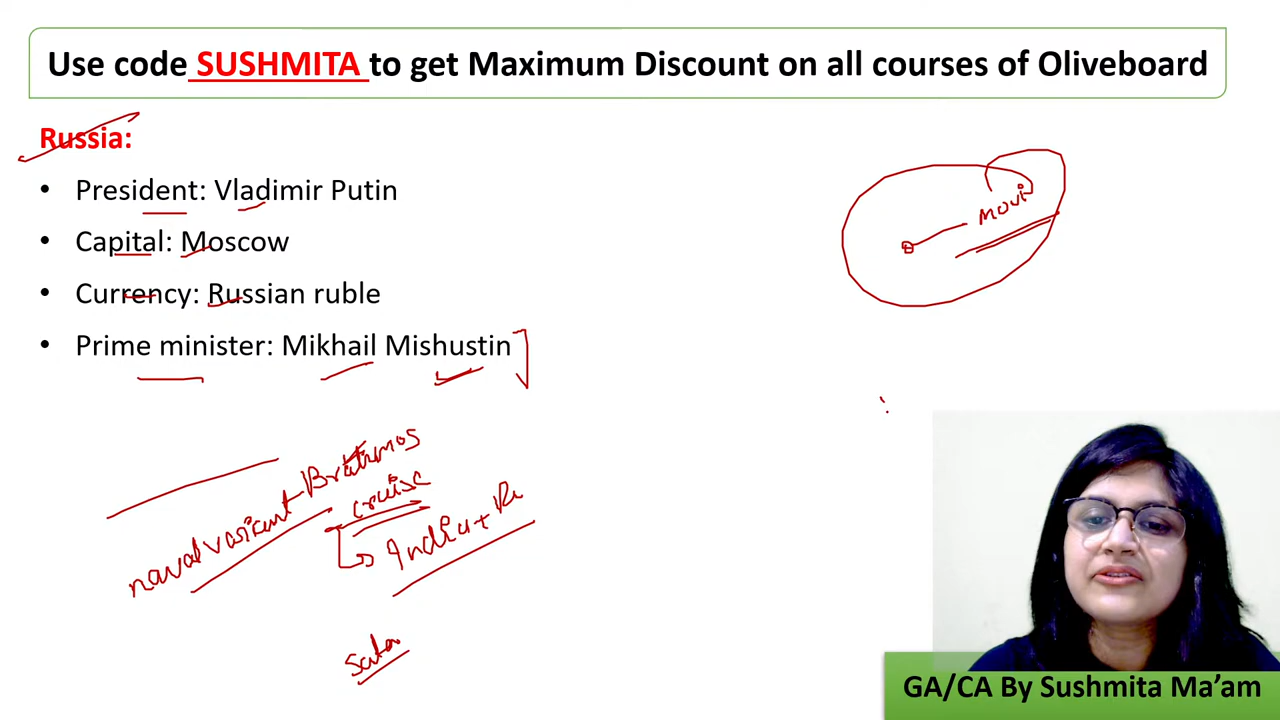 Use code SUSHMITA to get Maximum Discount on all courses of Oliveboard
Russia:
• President: Vladimir Putin
• Capital: Moscow
• Currency: Russian ruble
• Prime minister: Mikhail Mishustin
Movi
naval varient Brahmos
cruise
India + Ru
GA/CA By Sushmita Ma’am